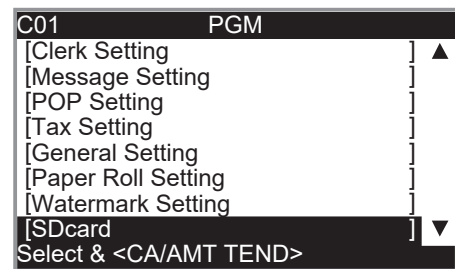 C01 PGM
[Clerk Setting ] ▲
[Message Setting ]
[POP Setting ]
[Tax Setting ]
[General Setting ]
[Paper Roll Setting ]
[Watermark Setting ]
[SDcard ] ▼
Select & <CA/AMT TEND>